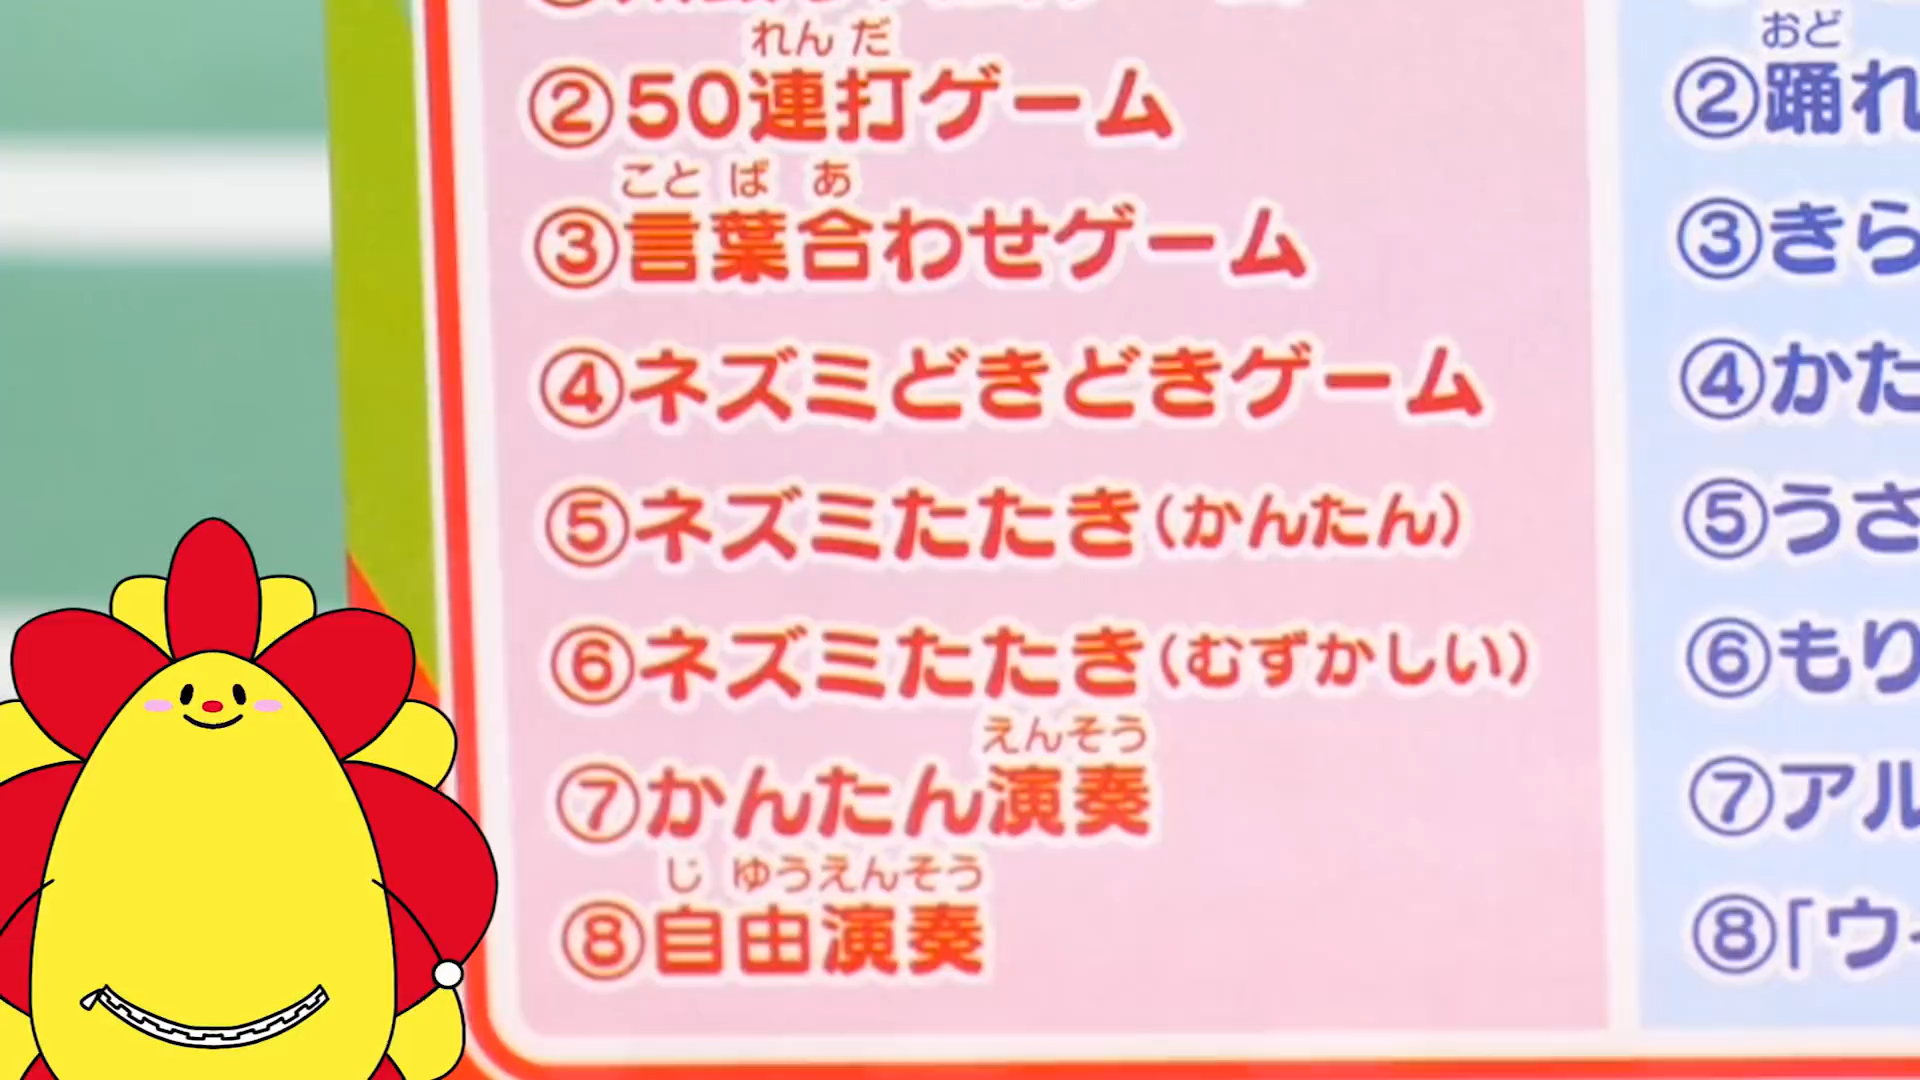 ②50連打ゲーム
れんだ
③言葉合わせゲーム
ことばあ
④ネズミどきどきゲーム
⑤ネズミたたき(かんたん)
⑥ネズミたたき(むずかしい)
⑦かんたん演奏
えんそう
⑧自由演奏
じゆうえんそう
②踊れ
おど
③きら
④かた
⑤うさ
⑥もり
⑦アル
⑧「ウィ